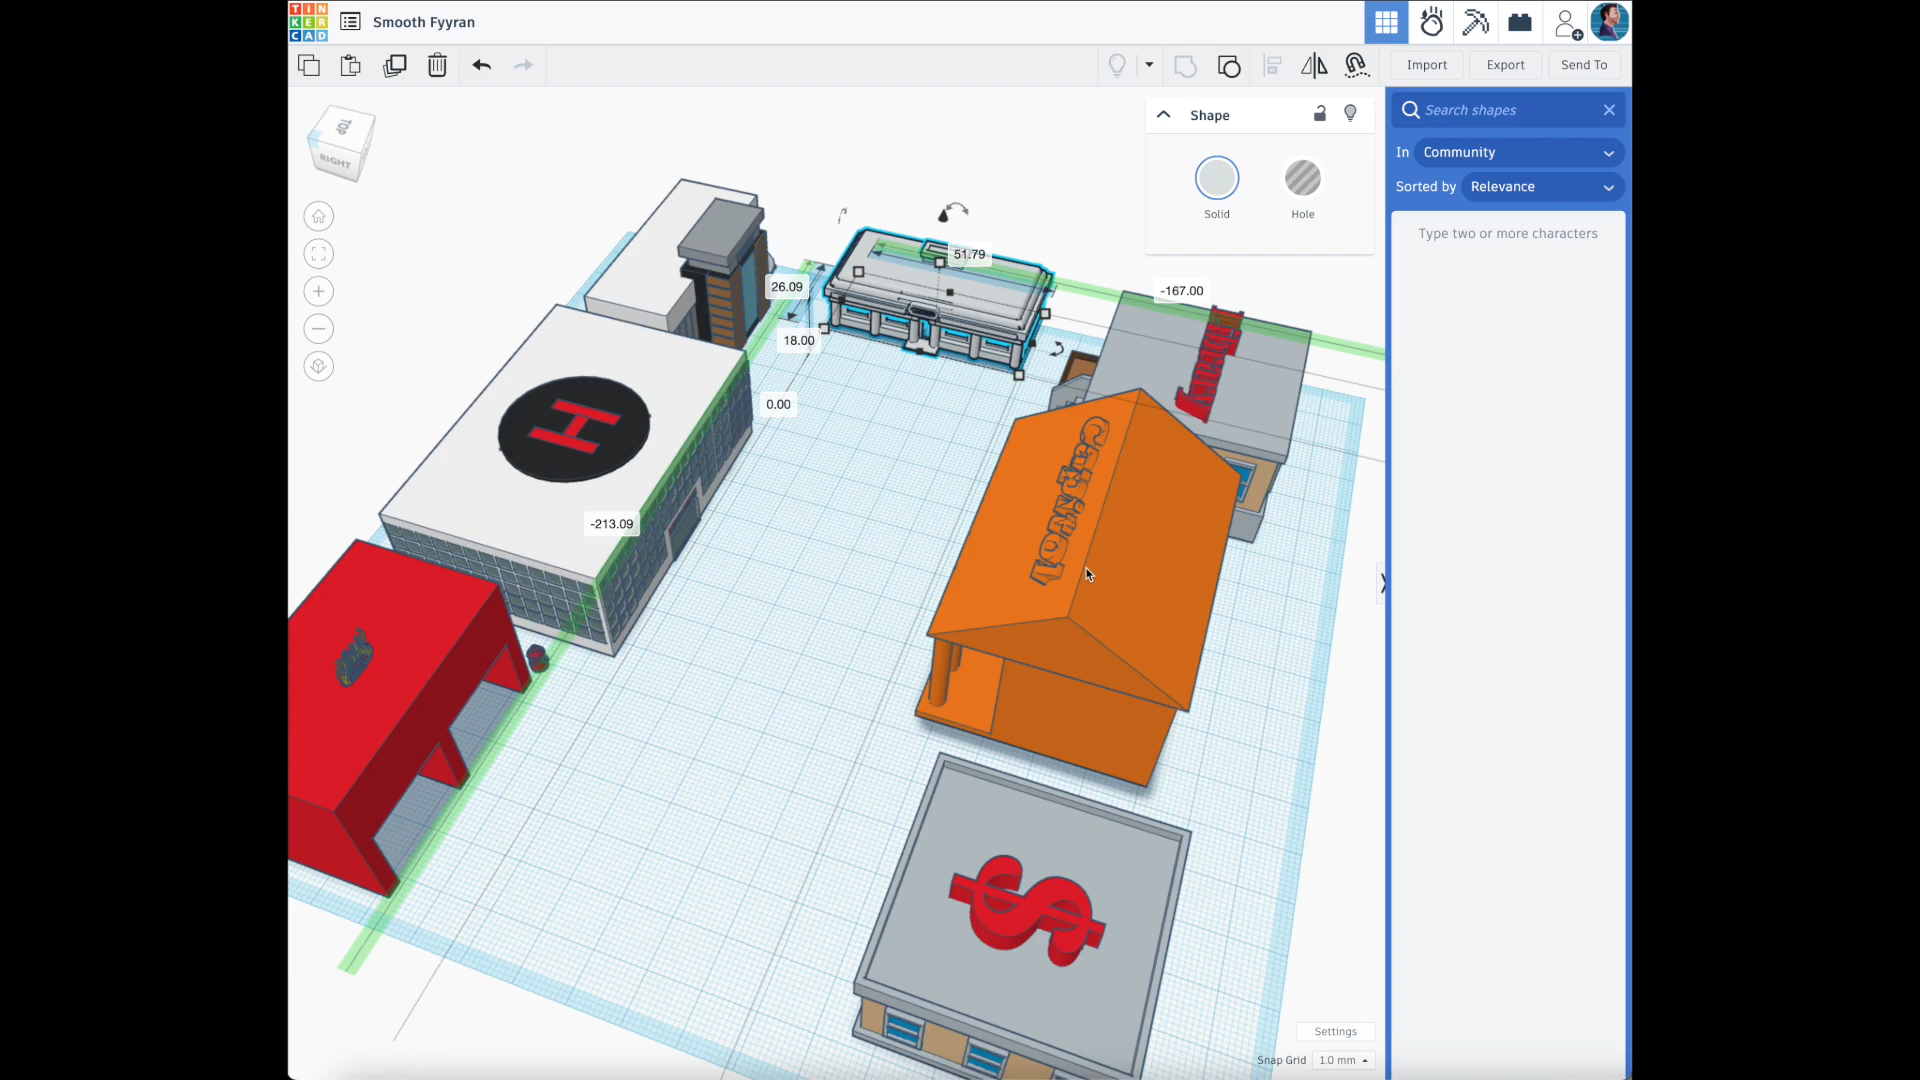 TIN
KER
CAD
Smooth Fyyran
Import
Export
Send To
Search shapes
In
Community
Sorted by
Relevance
Type two or more characters
Shape
Solid
Hole
TOP
RIGHT
51.79
26.09
18.00
0.00
-167.00
-213.09
H
$
Settings
Snap Grid
1.0 mm